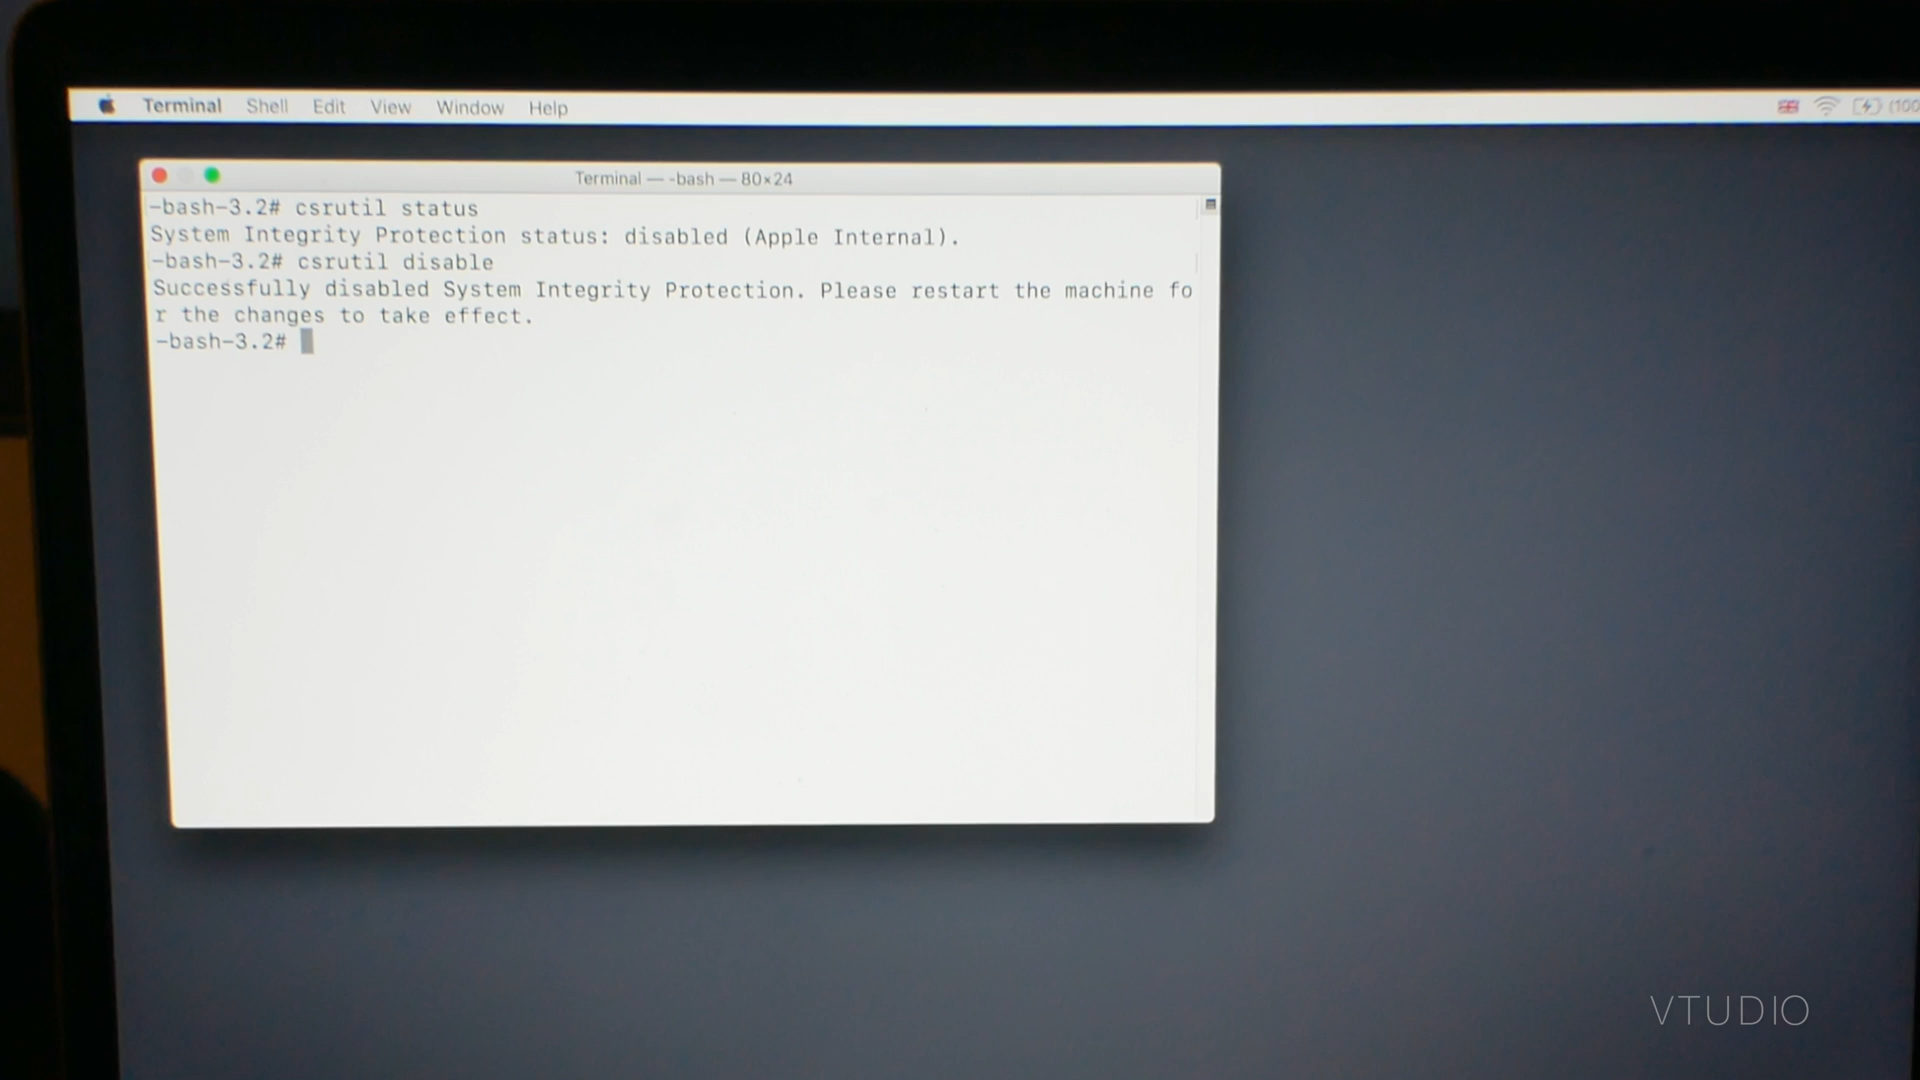 Terminal Shell Edit View Window Help (100
Terminal — -bash — 80×24
-bash-3.2# csrutil status
System Integrity Protection status: disabled (Apple Internal).
-bash-3.2# csrutil disable
Successfully disabled System Integrity Protection. Please restart the machine fo
r the changes to take effect.
-bash-3.2#
VTUDIO